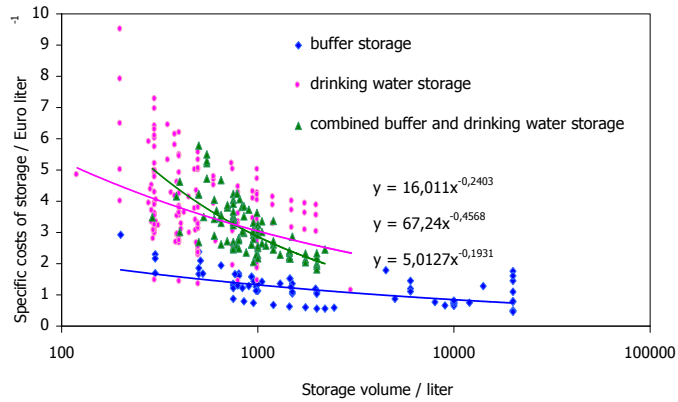 Specific costs of storage / Euro liter-1
10
9
8
7
6
5
4
3
2
1
0
buffer storage
drinking water storage
combined buffer and drinking water storage
y = 16,011x-0,2403
y = 67,24x-0,4568
y = 5,0127x-0,1931
100
1000
10000
100000
Storage volume / liter